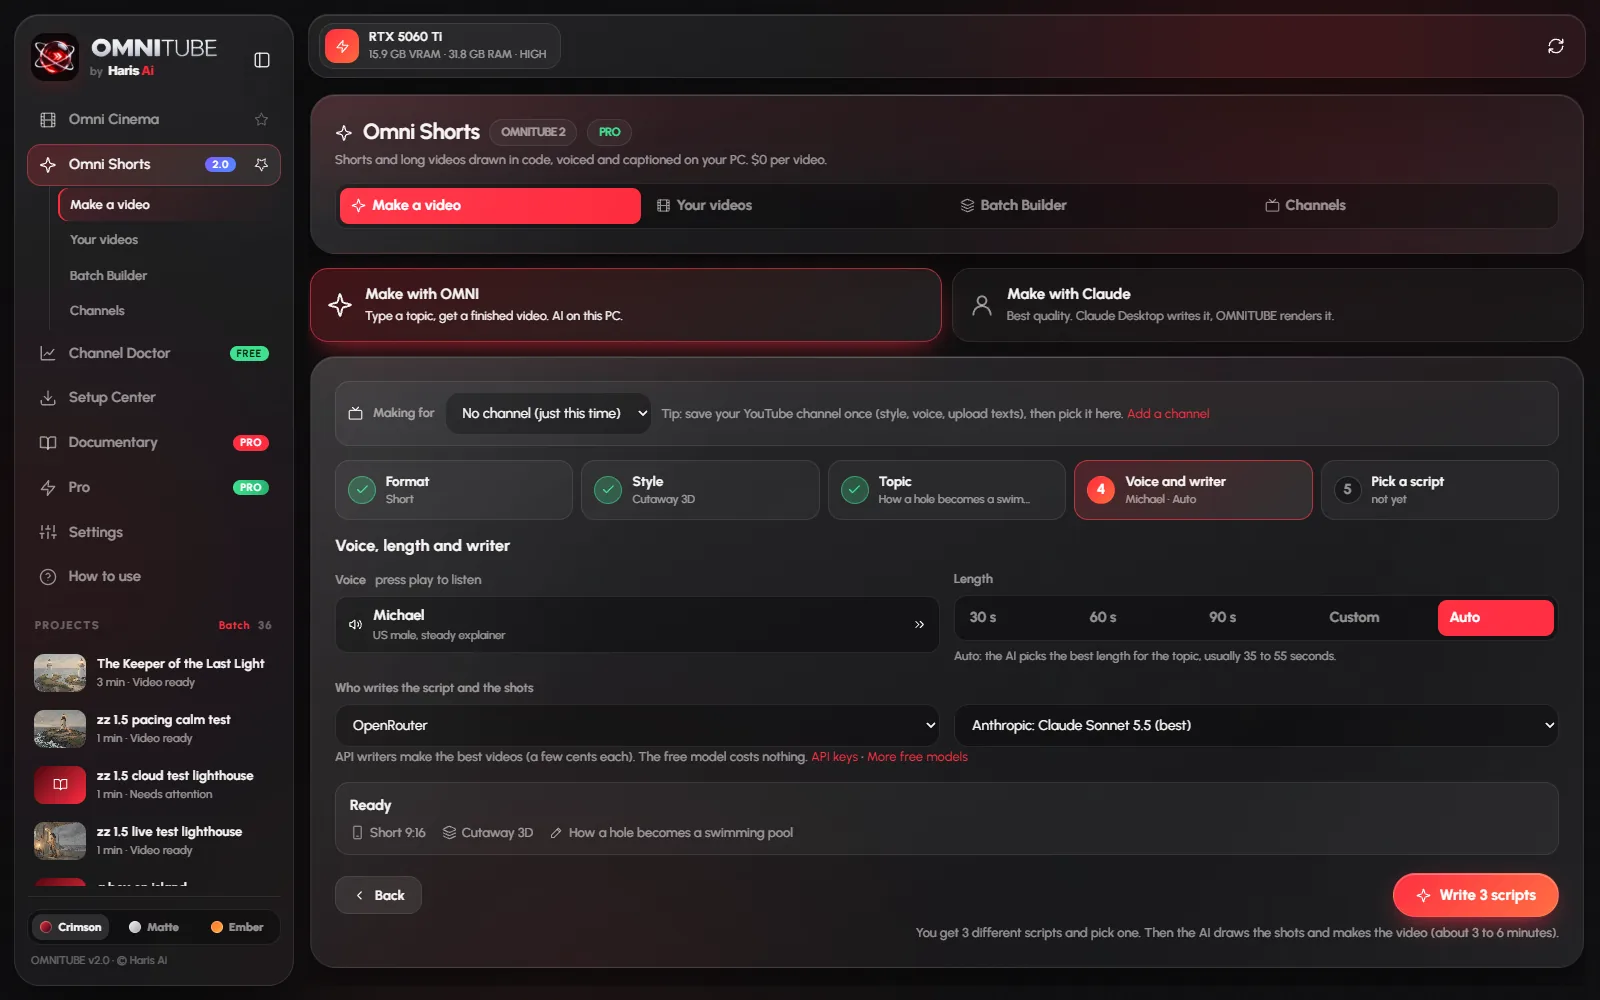 OMNITUBE
by Haris Ai
Omni Cinema
Omni Shorts 2.0
Make a video
Your videos
Batch Builder
Channels
Channel Doctor FREE
Setup Center
Documentary PRO
Pro PRO
Settings
How to use
PROJECTS Batch 36
The Keeper of the Last Light
3 min · Video ready
zz 1.5 pacing calm test
1 min · Video ready
zz 1.5 cloud test lighthouse
1 min · Needs attention
zz 1.5 live test lighthouse
1 min · Video ready
Crimson Matte Ember
OMNITUBE v2.0 · © Haris Ai
RTX 5060 Ti
15.9 GB VRAM · 31.8 GB RAM · HIGH
Omni Shorts OMNITUBE 2 PRO
Shorts and long videos drawn in code, voiced and captioned on your PC. $0 per video.
Make a video Your videos Batch Builder Channels
Make with OMNI
Type a topic, get a finished video. AI on this PC.
Make with Claude
Best quality. Claude Desktop writes it, OMNITUBE renders it.
Making for No channel (just this time) Tip: save your YouTube channel once (style, voice, upload texts), then pick it here. Add a channel
Format
Short
Style
Cutaway 3D
Topic
How a hole becomes a swim...
4 Voice and writer
Michael · Auto
5 Pick a script
not yet
Voice, length and writer
Voice press play to listen
Michael
US male, steady explainer
Length
30 s 60 s 90 s Custom Auto
Auto: the AI picks the best length for the topic, usually 35 to 55 seconds.
Who writes the script and the shots
OpenRouter
Anthropic: Claude Sonnet 5.5 (best)
API writers make the best videos (a few cents each). The free model costs nothing. API keys · More free models
Ready
Short 9:16 Cutaway 3D How a hole becomes a swimming pool
Back
Write 3 scripts
You get 3 different scripts and pick one. Then the AI draws the shots and makes the video (about 3 to 6 minutes).